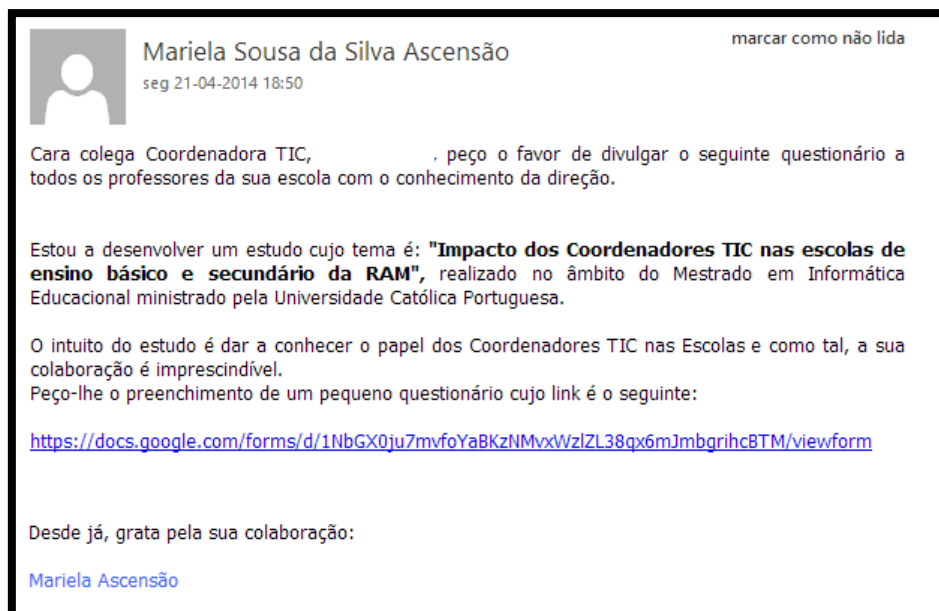 Mariela Sousa da Silva Ascensão
marcar como não lida
seg 21-04-2014 18:50
Cara colega Coordenadora TIC, , peço o favor de divulgar o seguinte questionário a
todos os professores da sua escola com o conhecimento da direção.
Estou a desenvolver um estudo cujo tema é: "Impacto dos Coordenadores TIC nas escolas de
ensino básico e secundário da RAM", realizado no âmbito do Mestrado em Informática
Educacional ministrado pela Universidade Católica Portuguesa.
O intuito do estudo é dar a conhecer o papel dos Coordenadores TIC nas Escolas e como tal, a sua
colaboração é imprescindível.
Peço-lhe o preenchimento de um pequeno questionário cujo link é o seguinte:
https://docs.google.com/forms/d/1NbGX0ju7mvfoYaBKzNMvxWzlZL38qx6mJmbgrihcBTM/viewform
Desde já, grata pela sua colaboração:
Mariela Ascensão